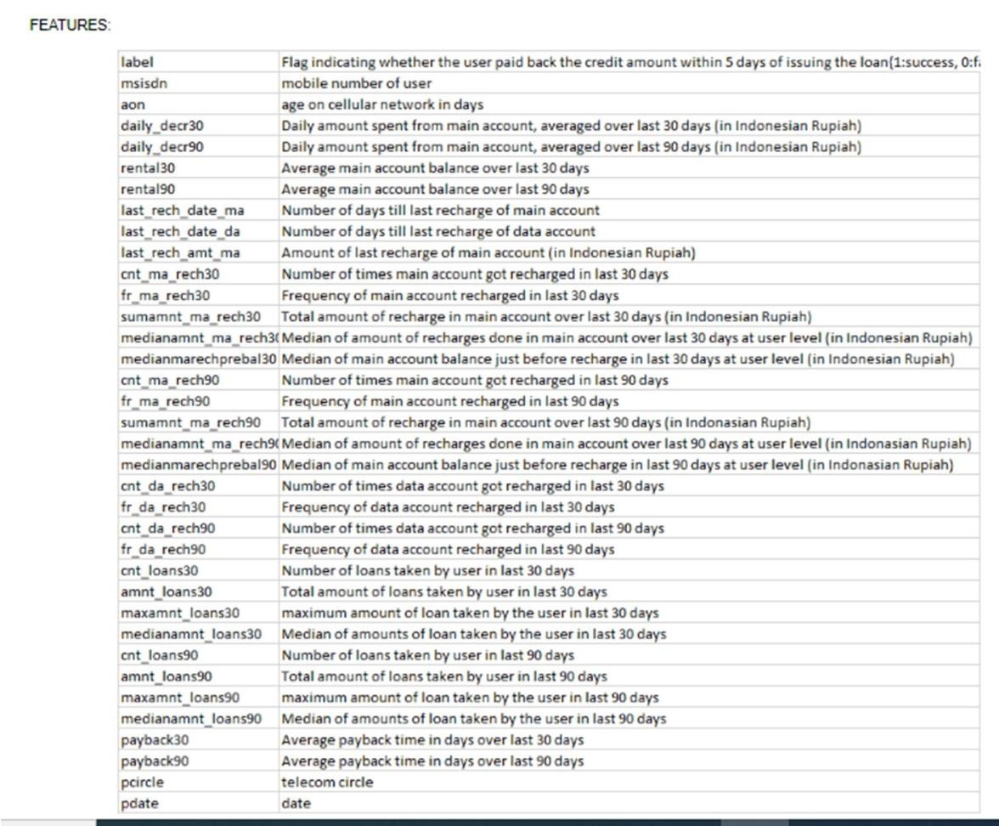 FEATURES:
label Flag indicating whether the user paid back the credit amount within 5 days of issuing the loan{1:success, 0:f
msisdn mobile number of user
aon age on cellular network in days
daily_decr30 Daily amount spent from main account, averaged over last 30 days (in Indonesian Rupiah)
daily_decr90 Daily amount spent from main account, averaged over last 90 days (in Indonesian Rupiah)
rental30 Average main account balance over last 30 days
rental90 Average main account balance over last 90 days
last_rech_date_ma Number of days till last recharge of main account
last_rech_date_da Number of days till last recharge of data account
last_rech_amt_ma Amount of last recharge of main account (in Indonesian Rupiah)
cnt_ma_rech30 Number of times main account got recharged in last 30 days
fr_ma_rech30 Frequency of main account recharged in last 30 days
sumamnt_ma_rech30 Total amount of recharge in main account over last 30 days (in Indonesian Rupiah)
medianamnt_ma_rech30 Median of amount of recharges done in main account over last 30 days at user level (in Indonesian Rupiah)
medianmarechprebal30 Median of main account balance just before recharge in last 30 days at user level (in Indonesian Rupiah)
cnt_ma_rech90 Number of times main account got recharged in last 90 days
fr_ma_rech90 Frequency of main account recharged in last 90 days
sumamnt_ma_rech90 Total amount of recharge in main account over last 90 days (in Indonasian Rupiah)
medianamnt_ma_rech90 Median of amount of recharges done in main account over last 90 days at user level (in Indonasian Rupiah)
medianmarechprebal90 Median of main account balance just before recharge in last 90 days at user level (in Indonasian Rupiah)
cnt_da_rech30 Number of times data account got recharged in last 30 days
fr_da_rech30 Frequency of data account recharged in last 30 days
cnt_da_rech90 Number of times data account got recharged in last 90 days
fr_da_rech90 Frequency of data account recharged in last 90 days
cnt_loans30 Number of loans taken by user in last 30 days
amnt_loans30 Total amount of loans taken by user in last 30 days
maxamnt_loans30 maximum amount of loan taken by the user in last 30 days
medianamnt_loans30 Median of amounts of loan taken by the user in last 30 days
cnt_loans90 Number of loans taken by user in last 90 days
amnt_loans90 Total amount of loans taken by user in last 90 days
maxamnt_loans90 maximum amount of loan taken by the user in last 90 days
medianamnt_loans90 Median of amounts of loan taken by the user in last 90 days
payback30 Average payback time in days over last 30 days
payback90 Average payback time in days over last 90 days
pcircle telecom circle
pdate date